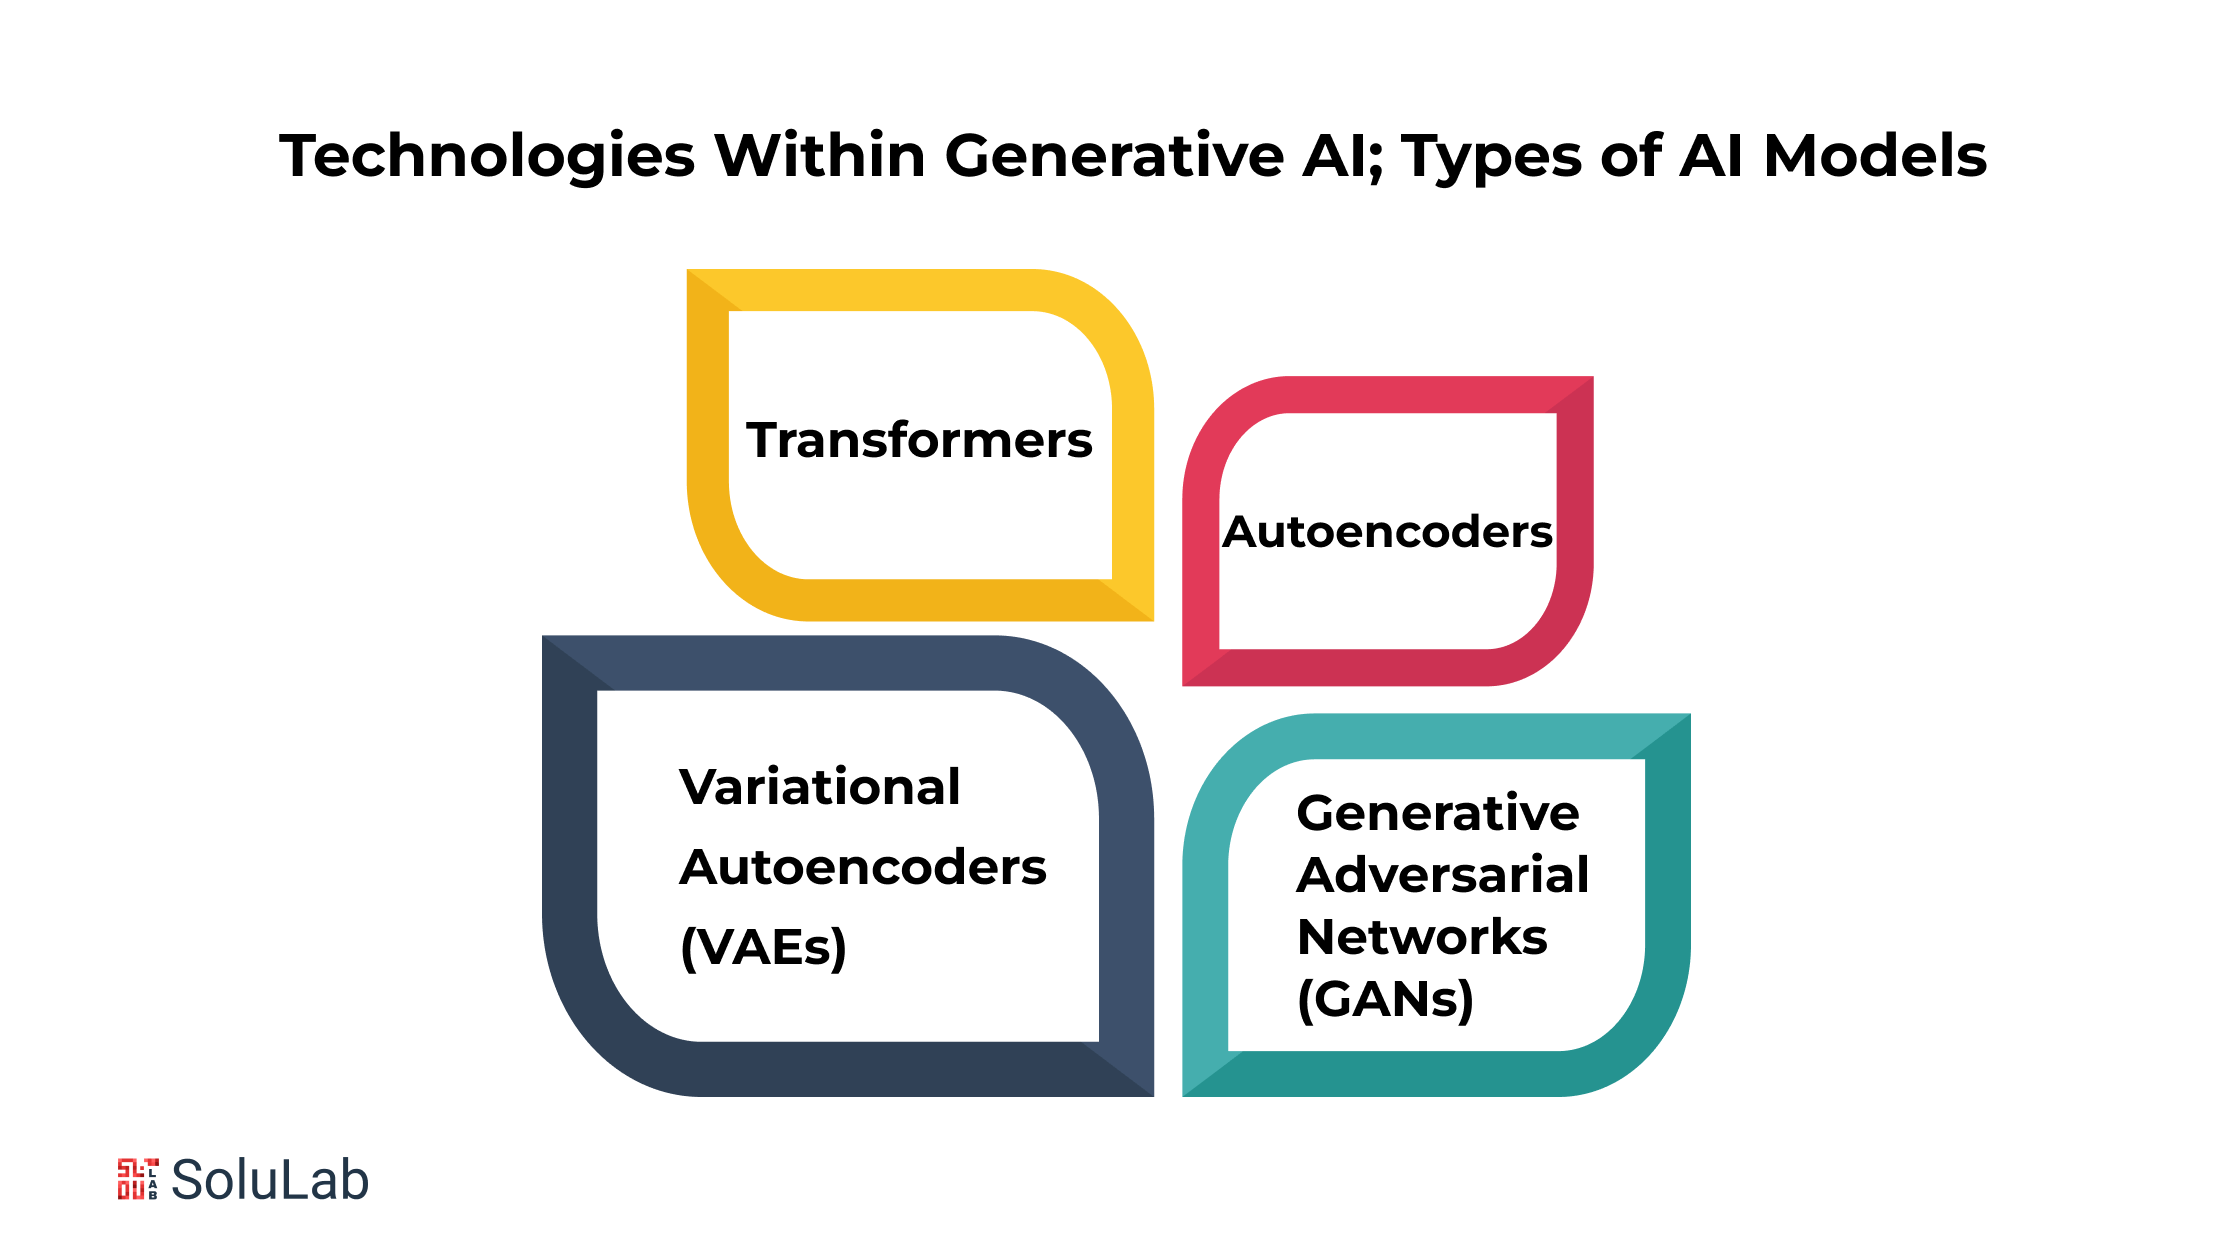 Technologies Within Generative AI; Types of AI Models
Transformers
Autoencoders
Variational
Autoencoders
(VAEs)
Generative
Adversarial
Networks
(GANs)
SoluLab